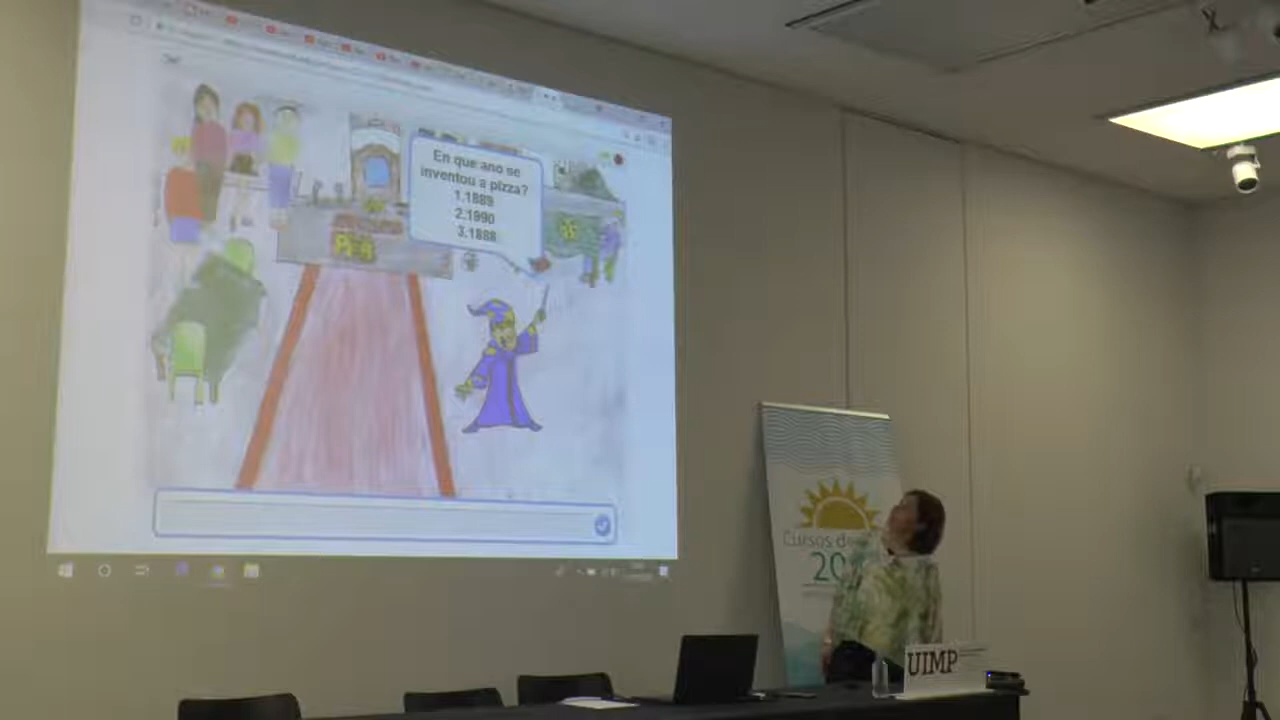 En que ano se
inventou a pizza?
1.1889
2.1990
3.1888
Cursos de
20
UIMP